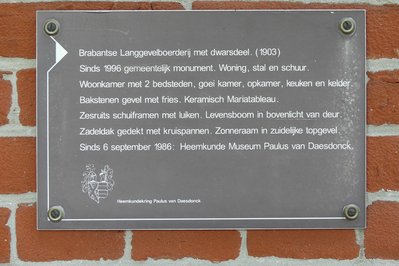 Brabantse Langgevelboerderij met dwarsdeel. (1903)
Sinds 1996 gemeentelijk monument. Woning, stal en schuur.
Woonkamer met 2 bedsteden, goei kamer, opkamer, keuken en kelder.
Bakstenen gevel met fries. Keramisch Mariatableau.
Zesruits schuiframen met luiken. Levensboom in bovenlicht van deur.
Zadeldak gedekt met kruispannen. Zonneraam in zuidelijke topgevel.
Sinds 6 september 1986: Heemkunde Museum Paulus van Daesdonck.
Heemkundekring Paulus van Daesdonck